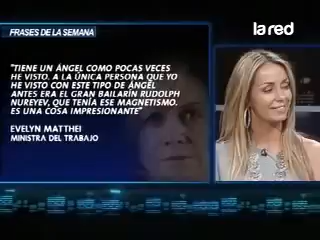 FRASES DE LA SEMANA
la red
"TIENE UN ÁNGEL COMO POCAS VECES
HE VISTO. A LA ÚNICA PERSONA QUE YO
HE VISTO CON ESTE TIPO DE ÁNGEL
ANTES ERA EL GRAN BAILARÍN RUDOLPH
NUREYEV, QUE TENÍA ESE MAGNETISMO.
ES UNA COSA IMPRESIONANTE"
EVELYN MATTHEI
MINISTRA DEL TRABAJO